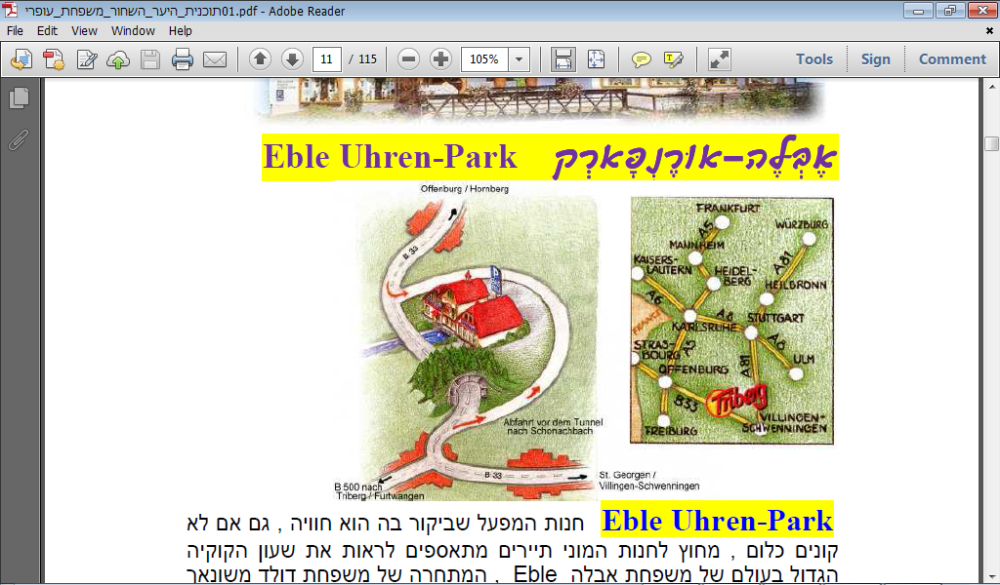 תוכנית_היער_השחור_משפחת_עופרי01.pdf - Adobe Reader
File Edit View Window Help
11 / 115 105% Tools Sign Comment
Eble Uhren-Park אֶבְּלֶה-אוּרֶנְפָּארְק
Offenburg / Hornberg
B 33
P
Abfahrt vor dem Tunnel
nach Schonachbach
B 33
B 500 nach
Triberg / Furtwangen
St. Georgen /
Villingen-Schwenningen
FRANKFURT
WÜRZBURG
A5
MANNHEIM
A81
KAISERS-
LAUTERN
HEIDEL-
BERG
HEILBRONN
A6
A8
STUTTGART
KARLSRUHE
STRAS-
BOURG
A5
A81
ULM
OFFENBURG
B33
Triberg
FREIBURG
VILLINGEN-
SCHWENNINGEN
Eble Uhren-Park חנות המפעל שביקור בה הוא חוויה , גם אם לא
קונים כלום , מחוץ לחנות המוני תיירים מתאספים לראות את שעון הקוקיה
הגדול בעולם של משפחת אבלה Eble , המתחרה של משפחת דולד משונאך